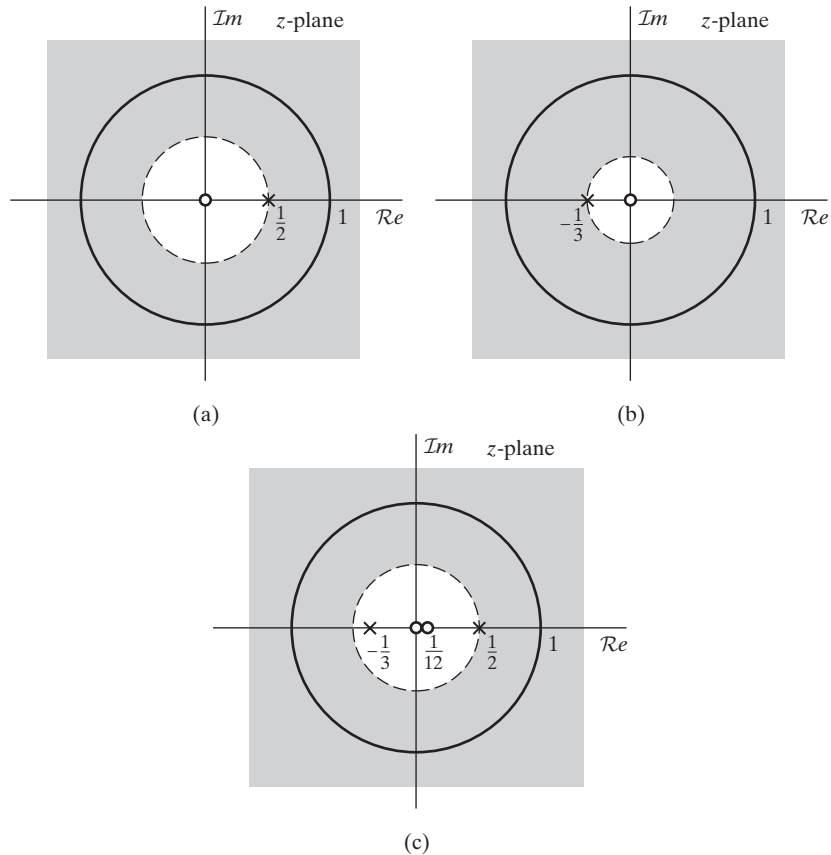 Im z-plane
1/2 1 Re
(a)
Im z-plane
-1/3 1 Re
(b)
Im z-plane
-1/3 1/12 1/2 1 Re
(c)